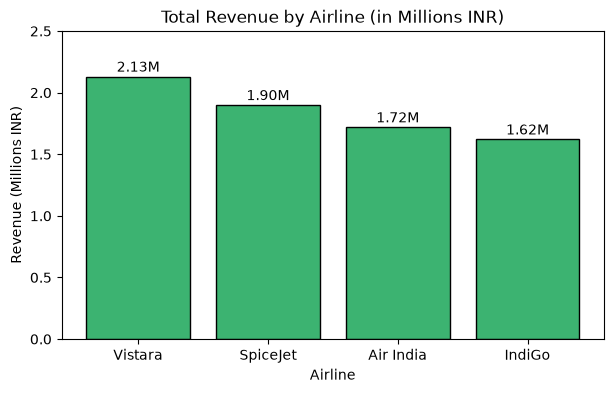 Total Revenue by Airline (in Millions INR)
Revenue (Millions INR)
2.5
2.0
1.5
1.0
0.5
0.0
2.13M
1.90M
1.72M
1.62M
Vistara
SpiceJet
Air India
IndiGo
Airline